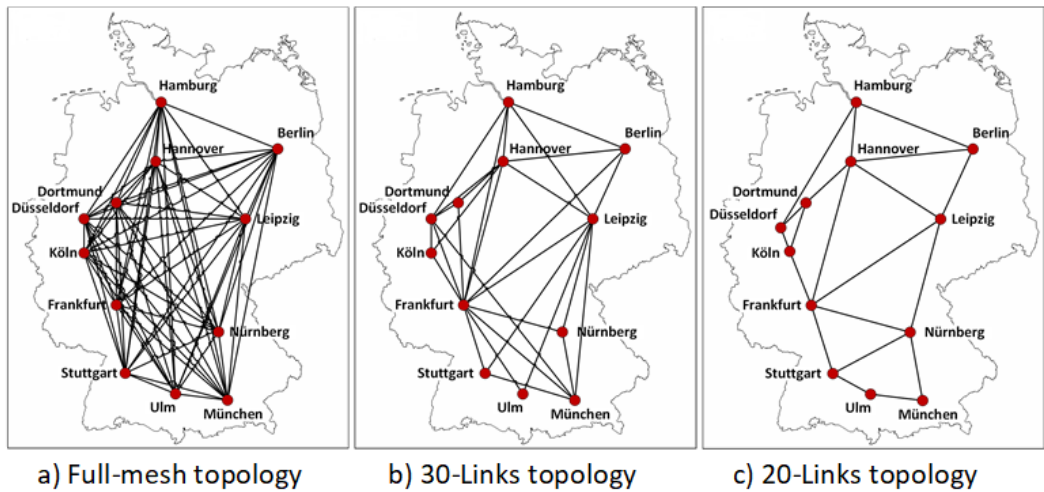 Hamburg
Berlin
Hannover
Dortmund
Düsseldorf
Leipzig
Köln
Frankfurt
Nürnberg
Stuttgart
Ulm
München
a) Full-mesh topology
Hamburg
Berlin
Hannover
Dortmund
Düsseldorf
Leipzig
Köln
Frankfurt
Nürnberg
Stuttgart
Ulm
München
b) 30-Links topology
Hamburg
Berlin
Hannover
Dortmund
Düsseldorf
Leipzig
Köln
Frankfurt
Nürnberg
Stuttgart
Ulm
München
c) 20-Links topology